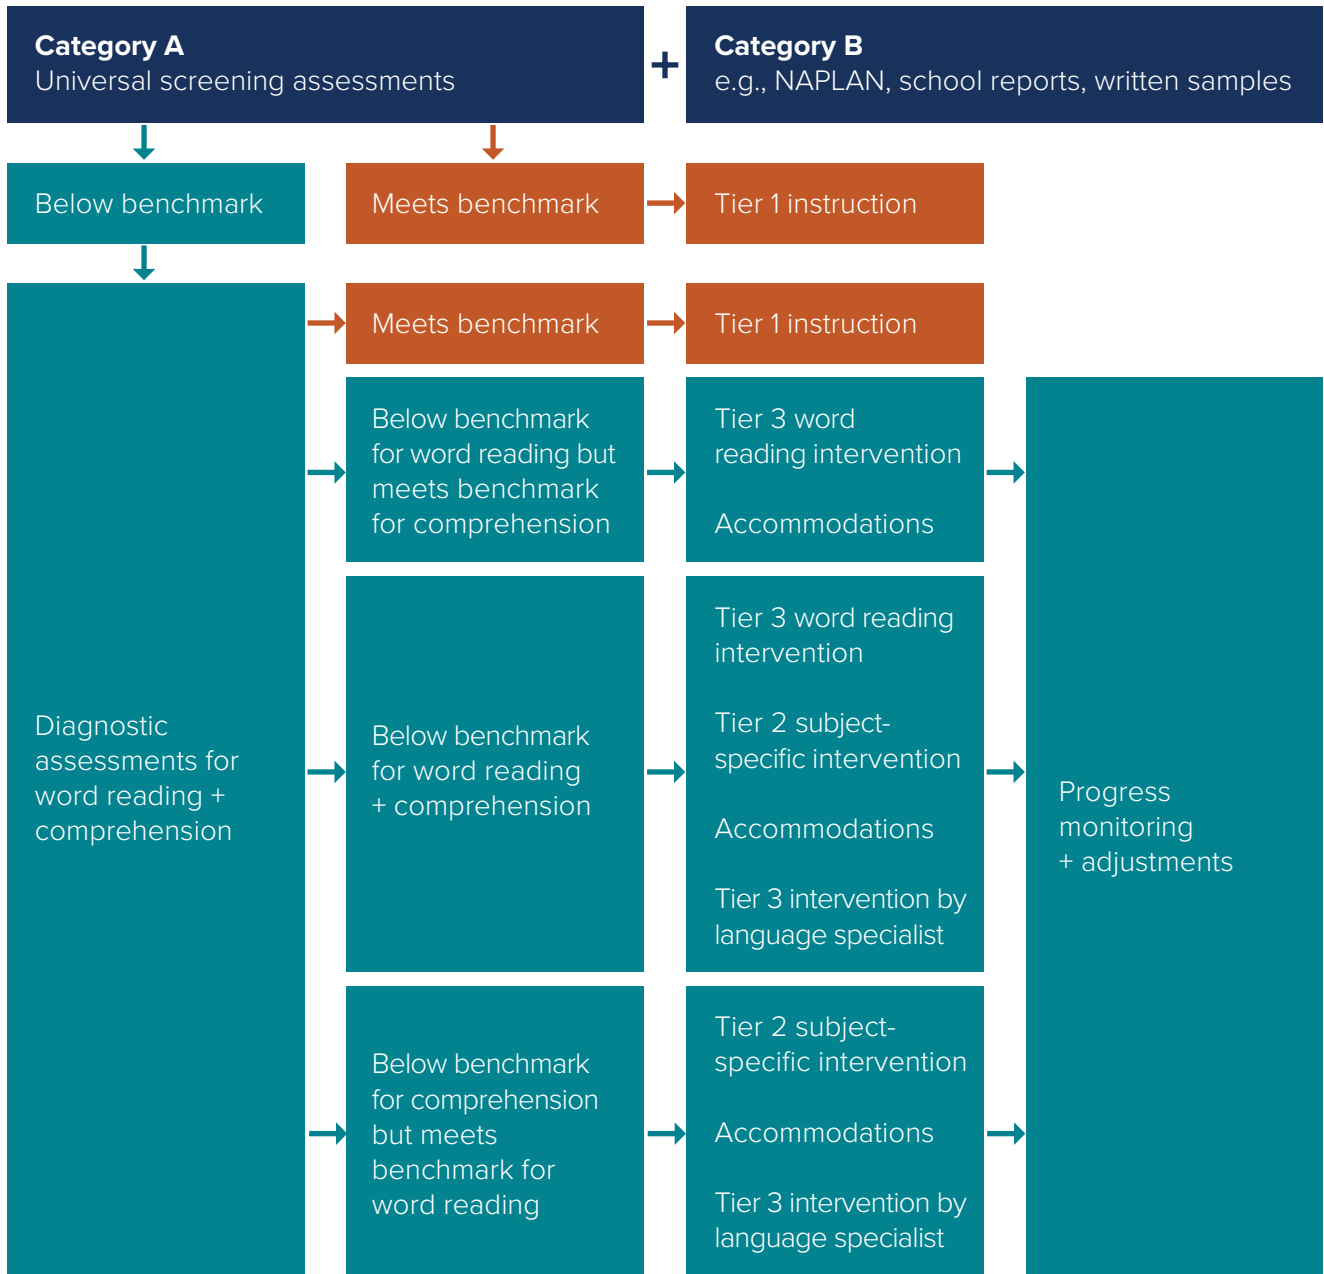 Category A
Universal screening assessments
+
Category B
e.g., NAPLAN, school reports, written samples
Below benchmark
Meets benchmark
Tier 1 instruction
Meets benchmark
Tier 1 instruction
Diagnostic
assessments for
word reading +
comprehension
Below benchmark
for word reading but
meets benchmark
for comprehension
Tier 3 word
reading intervention
Accommodations
Below benchmark
for word reading
+ comprehension
Tier 3 word reading
intervention
Tier 2 subject-
specific intervention
Accommodations
Tier 3 intervention by
language specialist
Below benchmark
for comprehension
but meets
benchmark for
word reading
Tier 2 subject-
specific intervention
Accommodations
Tier 3 intervention by
language specialist
Progress
monitoring
+ adjustments